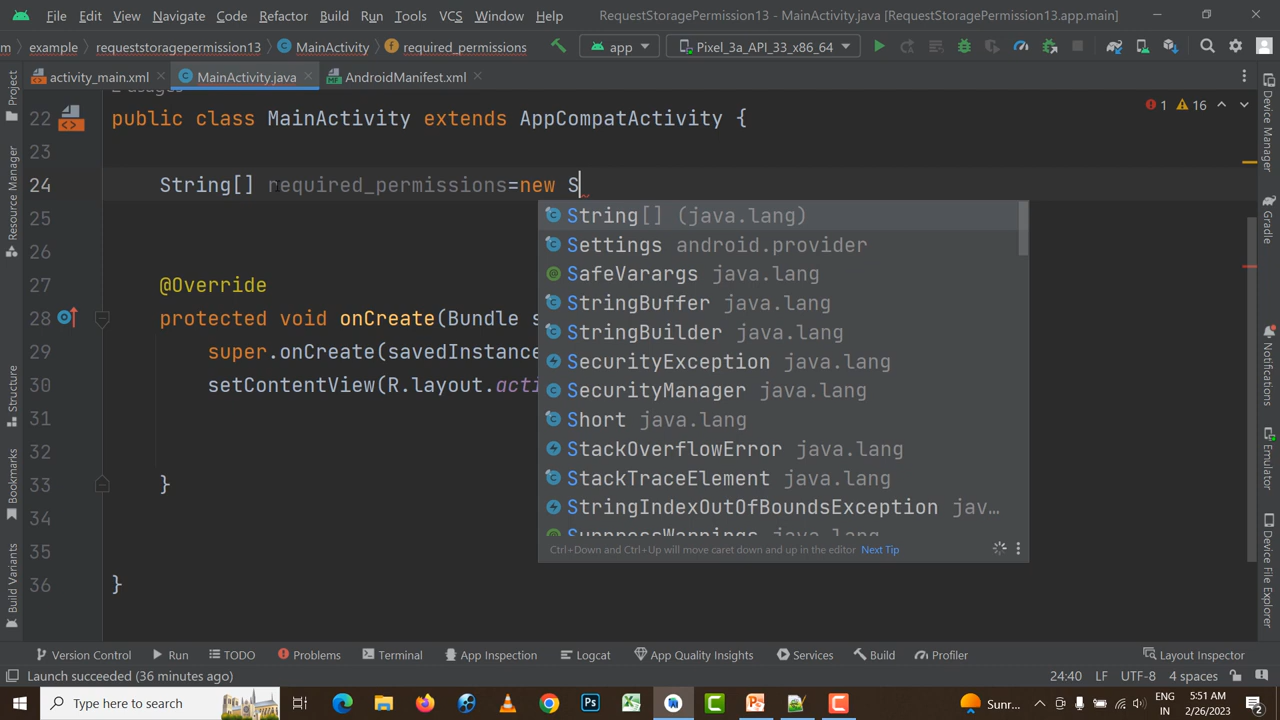 File Edit View Navigate Code Refactor Build Run Tools VCS Window Help RequestStoragePermission13 - MainActivity.java [RequestStoragePermission13.app.main]
m example requeststoragepermission13 MainActivity required_permissions app Pixel_3a_API_33_x86_64
activity_main.xml MainActivity.java AndroidManifest.xml
1 16
22 public class MainActivity extends AppCompatActivity {
23
24 String[] required_permissions=new S
25
26
27 @Override
28 protected void onCreate(Bundle s
29 super.onCreate(savedInstance
30 setContentView(R.layout.acti
31
32
33 }
34
35
36 }
String[] (java.lang)
Settings android.provider
SafeVarargs java.lang
StringBuffer java.lang
StringBuilder java.lang
SecurityException java.lang
SecurityManager java.lang
Short java.lang
StackOverflowError java.lang
StackTraceElement java.lang
StringIndexOutOfBoundsException jav...
SuppressWarnings java.lang
Ctrl+Down and Ctrl+Up will move caret down and up in the editor Next Tip
Project
Resource Manager
Structure
Bookmarks
Build Variants
Device Manager
Gradle
Notifications
Emulator
Device File Explorer
Version Control Run TODO Problems Terminal App Inspection Logcat App Quality Insights Services Build Profiler Layout Inspector
Launch succeeded (36 minutes ago) 24:40 LF UTF-8 4 spaces
Type here to search Sunr... ENG 5:51 AM
IN 2/26/2023 2